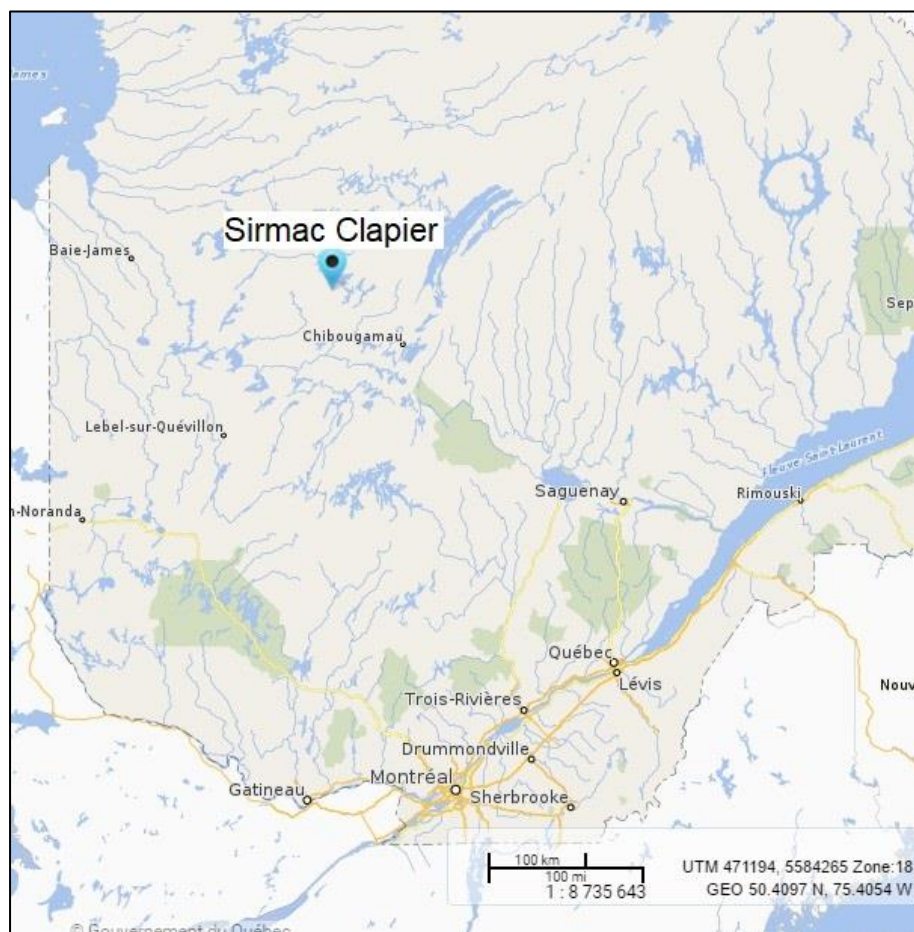 ames
Sirmac Clapier
Baie-James
Sep
Chibougamau
Lebel-sur-Quévillon
Fleuve Saint-Laurent
Saguenay
Rimouski
n-Noranda
Québec
Lévis
Nouv
Trois-Rivières
Drummondville
Montréal
Gatineau
Sherbrooke
100 km
100 mi
1 : 8 735 643
UTM 471194, 5584265 Zone:18
GEO 50.4097 N, 75.4054 W
© Gouvernement du Québec